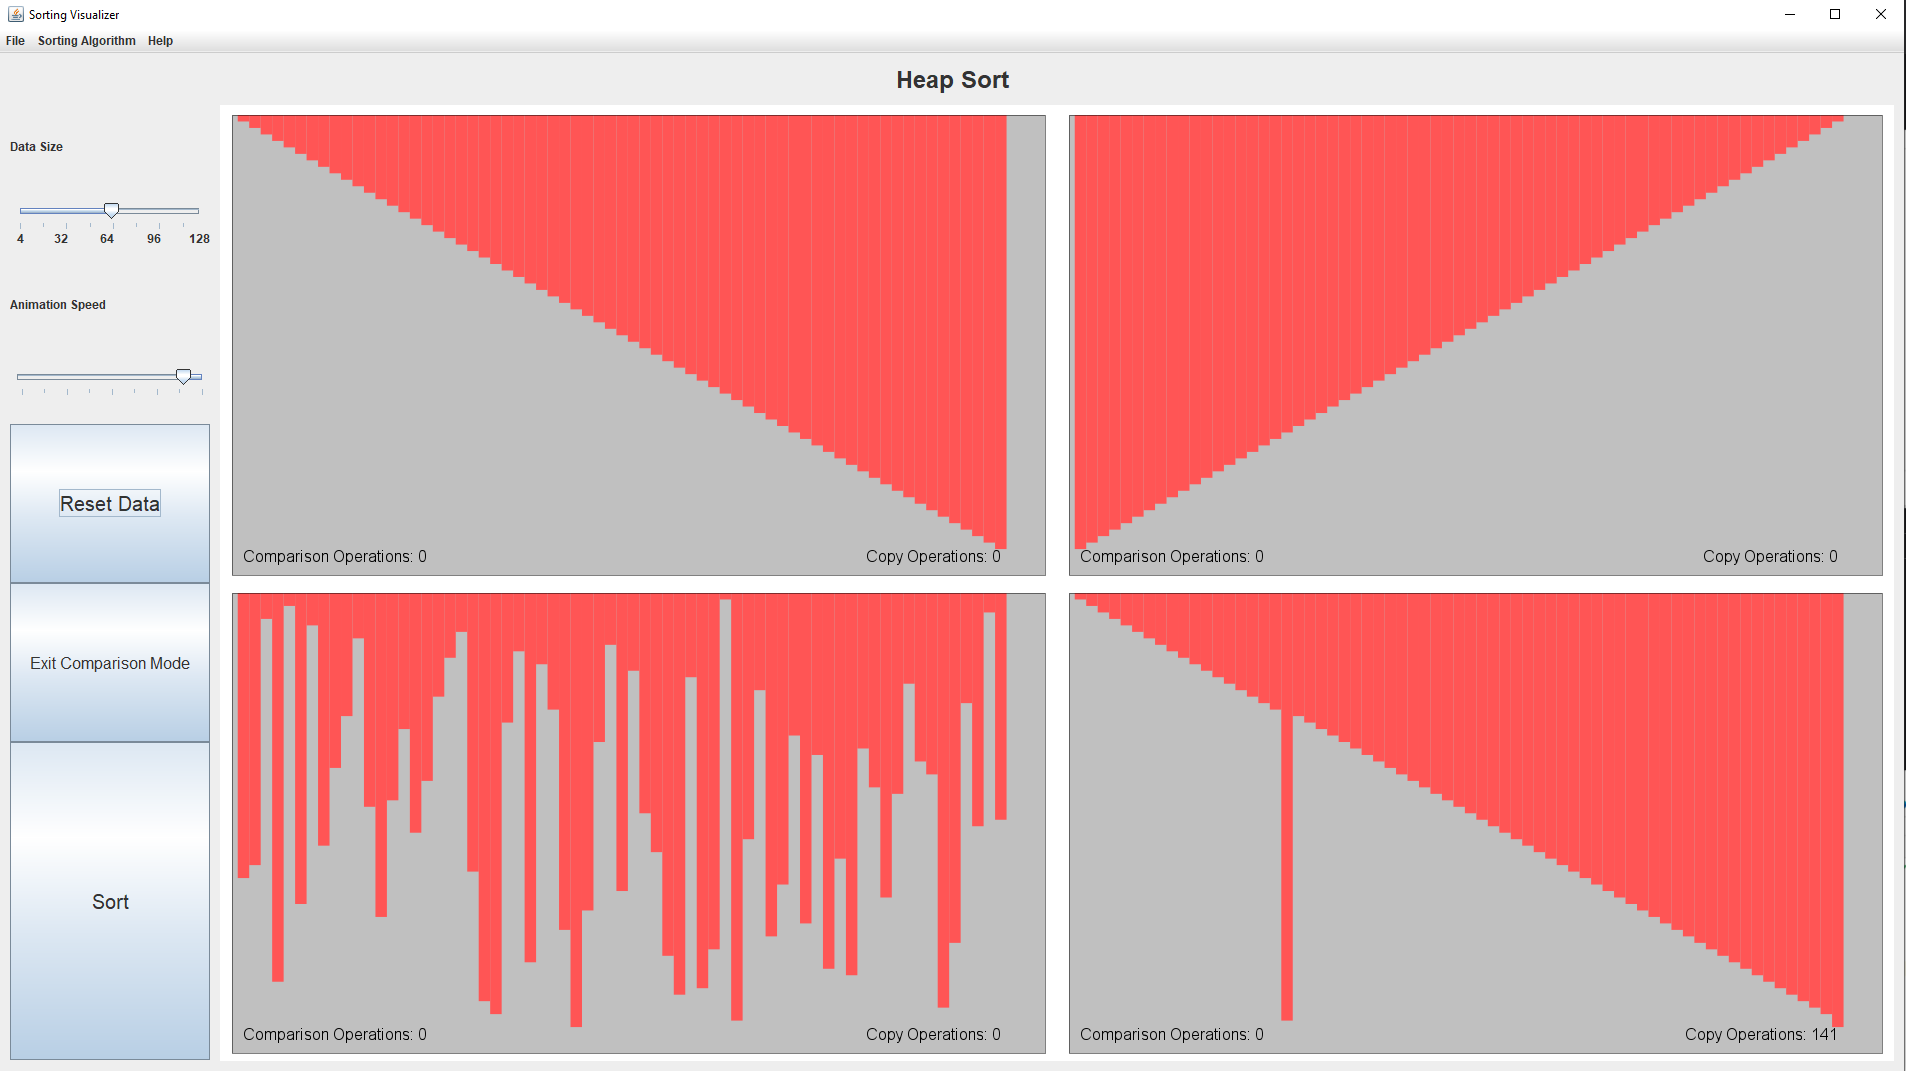 Sorting Visualizer
File Sorting Algorithm Help
Heap Sort
Data Size
4 32 64 96 128
Animation Speed
Reset Data
Exit Comparison Mode
Sort
Comparison Operations: 0 Copy Operations: 0
Comparison Operations: 0 Copy Operations: 0
Comparison Operations: 0 Copy Operations: 0
Comparison Operations: 0 Copy Operations: 141